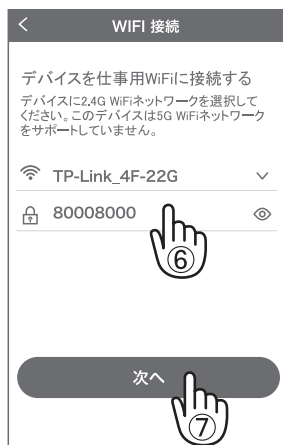 WIFI 接続
デバイスを仕事用WiFiに接続する
デバイスに2.4G WiFiネットワークを選択して
ください。このデバイスは5G WiFiネットワーク
をサポートしていません。
TP-Link_4F-22G
80008000
⑥
次へ
⑦